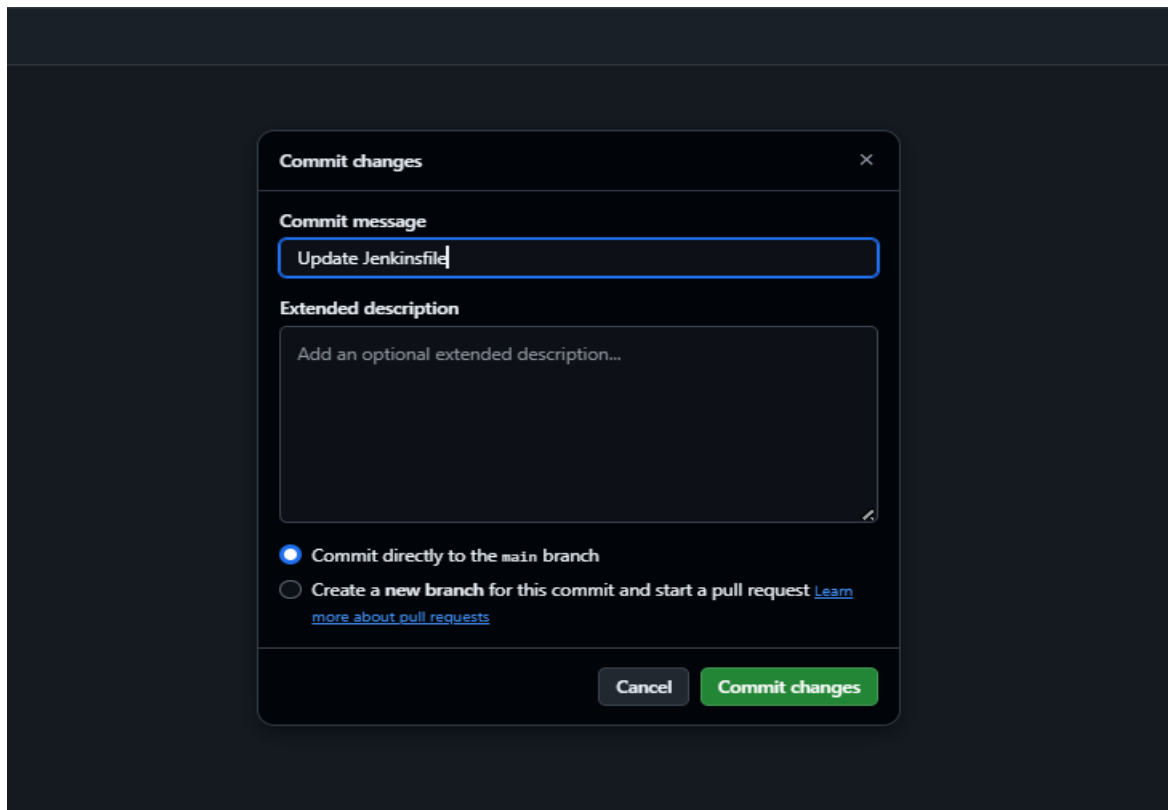 Commit changes
Commit message
Update Jenkinsfile
Extended description
Add an optional extended description...
Commit directly to the main branch
Create a new branch for this commit and start a pull request Learn
more about pull requests
Cancel Commit changes